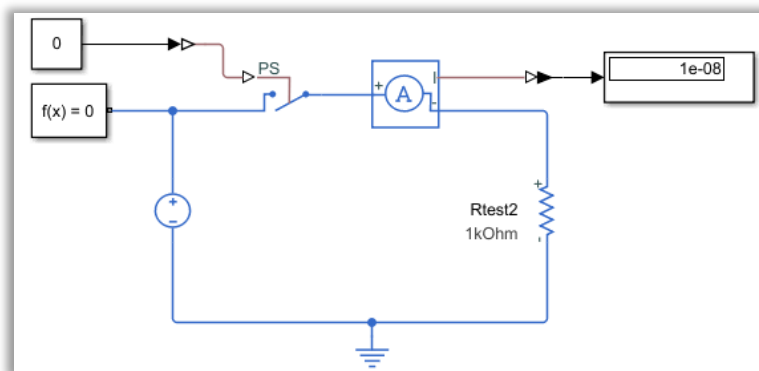 0
PS
1e-08
f(x) = 0
+
A
I
-
+
-
+
Rtest2
1kOhm
-